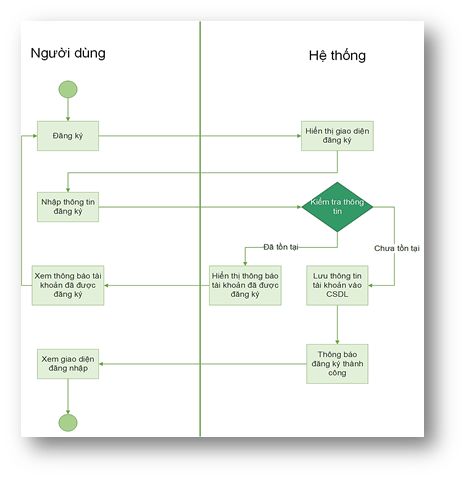 Người dùng
Hệ thống
Đăng ký
Hiển thị giao diện
đăng ký
Nhập thông tin
đăng ký
Kiểm tra thông
tin
Đã tồn tại
Chưa tồn tại
Xem thông báo tài
khoản đã được
đăng ký
Hiển thị thông báo
tài khoản đã được
đăng ký
Lưu thông tin
tài khoản vào
CSDL
Xem giao diện
đăng nhập
Thông báo
đăng ký thành
công